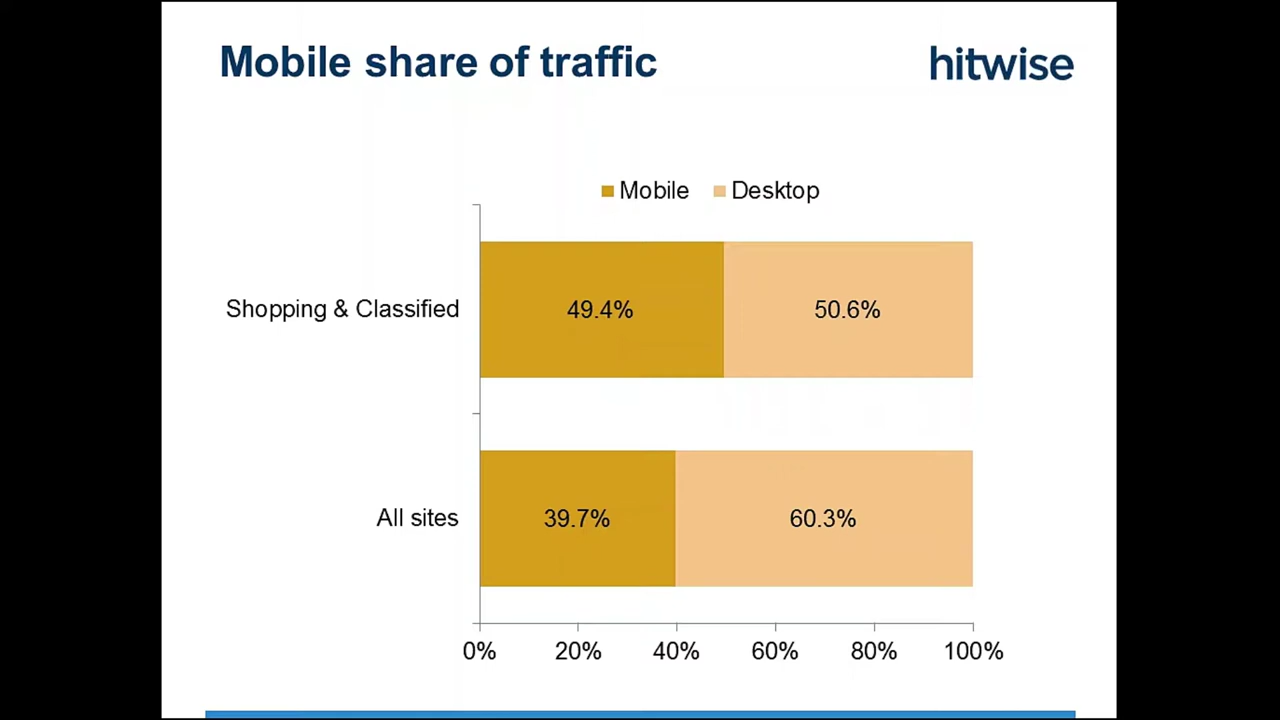 Mobile share of traffic
hitwise
Mobile Desktop
Shopping & Classified 49.4% 50.6%
All sites 39.7% 60.3%
0% 20% 40% 60% 80% 100%